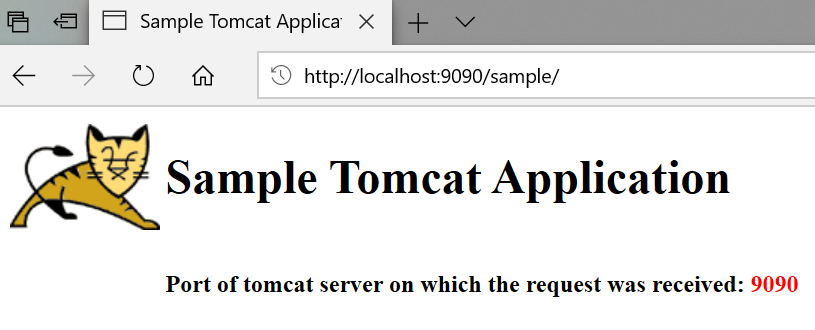 Sample Tomcat Applica
http://localhost:9090/sample/
Sample Tomcat Application
Port of tomcat server on which the request was received: 9090